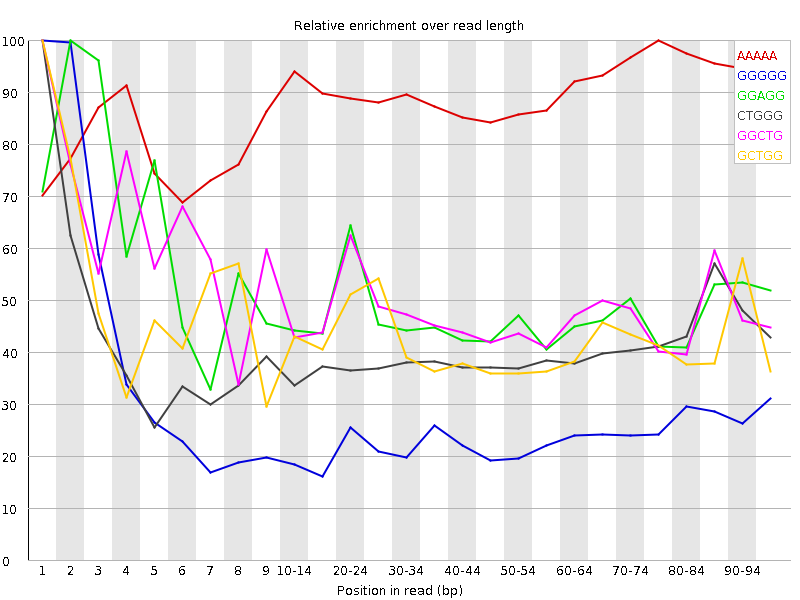 Relative enrichment over read length
100
90
80
70
60
50
40
30
20
10
0
AAAAA
GGGGG
GGAGG
CTGGG
GGCTG
GCTGG
1 2 3 4 5 6 7 8 9 10-14 20-24 30-34 40-44 50-54 60-64 70-74 80-84 90-94
Position in read (bp)